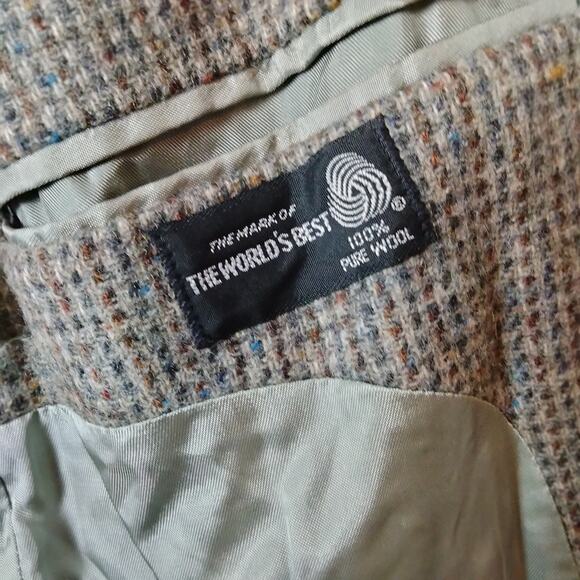 THE MARK OF
THE WORLD'S BEST
®
100%
PURE WOOL